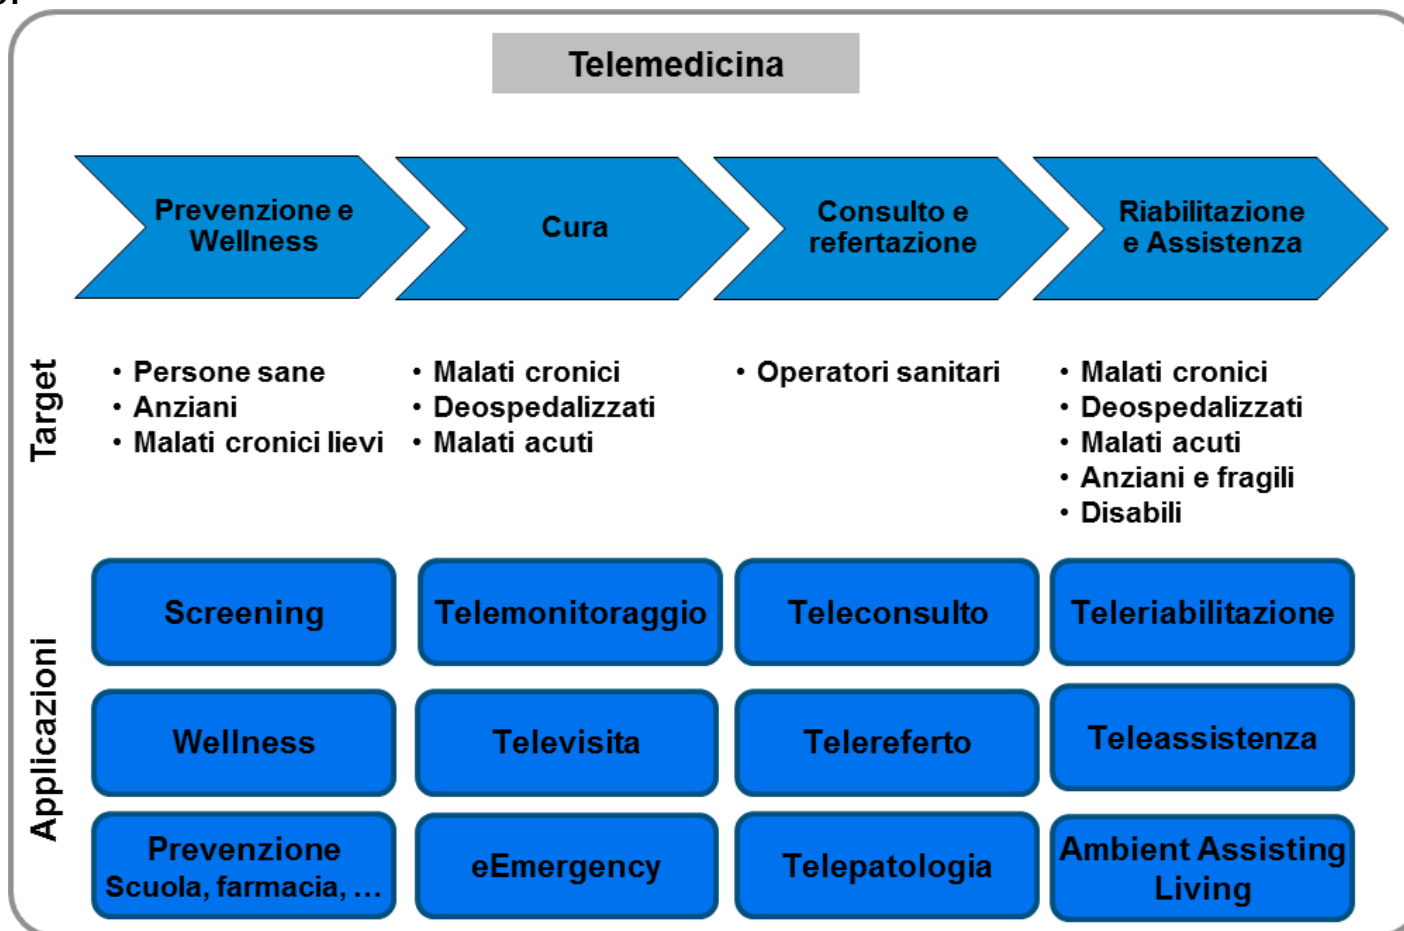 Telemedicina
Prevenzione e
Wellness
Cura
Consulto e
refertazione
Riabilitazione
e Assistenza
Target
• Persone sane
• Anziani
• Malati cronici lievi
• Malati cronici
• Deospedalizzati
• Malati acuti
• Operatori sanitari
• Malati cronici
• Deospedalizzati
• Malati acuti
• Anziani e fragili
• Disabili
Applicazioni
Screening
Telemonitoraggio
Teleconsulto
Teleriabilitazione
Wellness
Televisita
Telereferto
Teleassistenza
Prevenzione
Scuola, farmacia, ...
eEmergency
Telepatologia
Ambient Assisting
Living